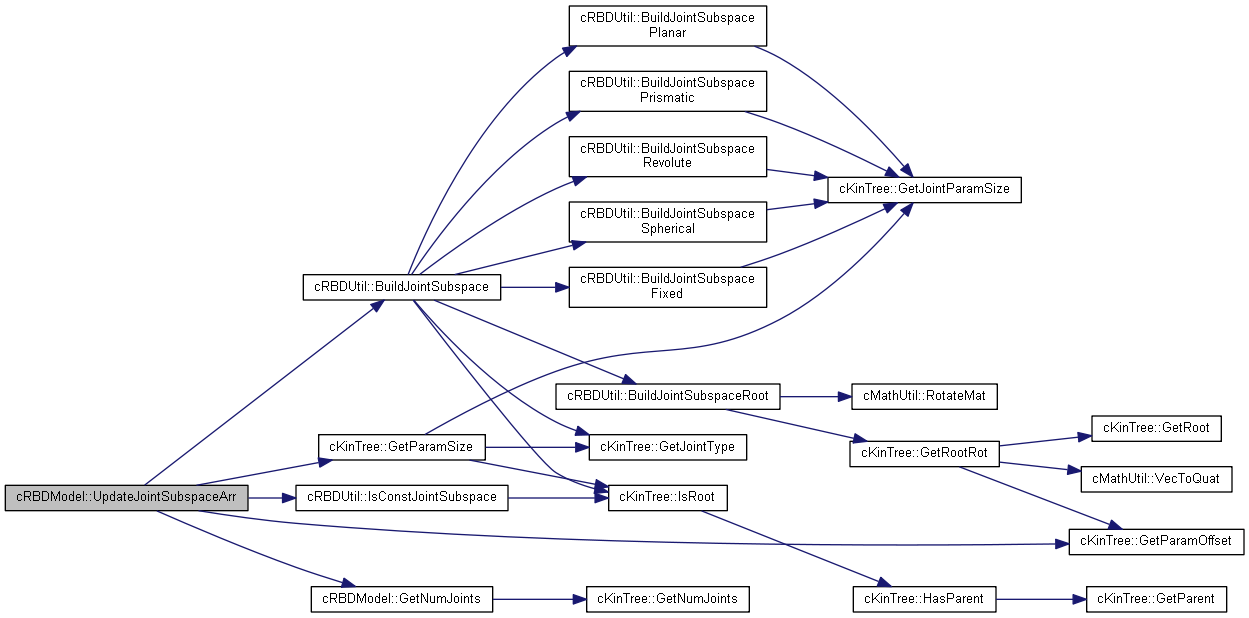 cRBDUtil::BuildJointSubspace
Planar
cRBDUtil::BuildJointSubspace
Prismatic
cRBDUtil::BuildJointSubspace
Revolute
cKinTree::GetJointParamSize
cRBDUtil::BuildJointSubspace
Spherical
cRBDUtil::BuildJointSubspace
cRBDUtil::BuildJointSubspace
Fixed
cRBDUtil::BuildJointSubspaceRoot
cMathUtil::RotateMat
cKinTree::GetRoot
cKinTree::GetParamSize
cKinTree::GetJointType
cKinTree::GetRootRot
cMathUtil::VecToQuat
cRBDModel::UpdateJointSubspaceArr
cRBDUtil::IsConstJointSubspace
cKinTree::IsRoot
cKinTree::GetParamOffset
cRBDModel::GetNumJoints
cKinTree::GetNumJoints
cKinTree::HasParent
cKinTree::GetParent